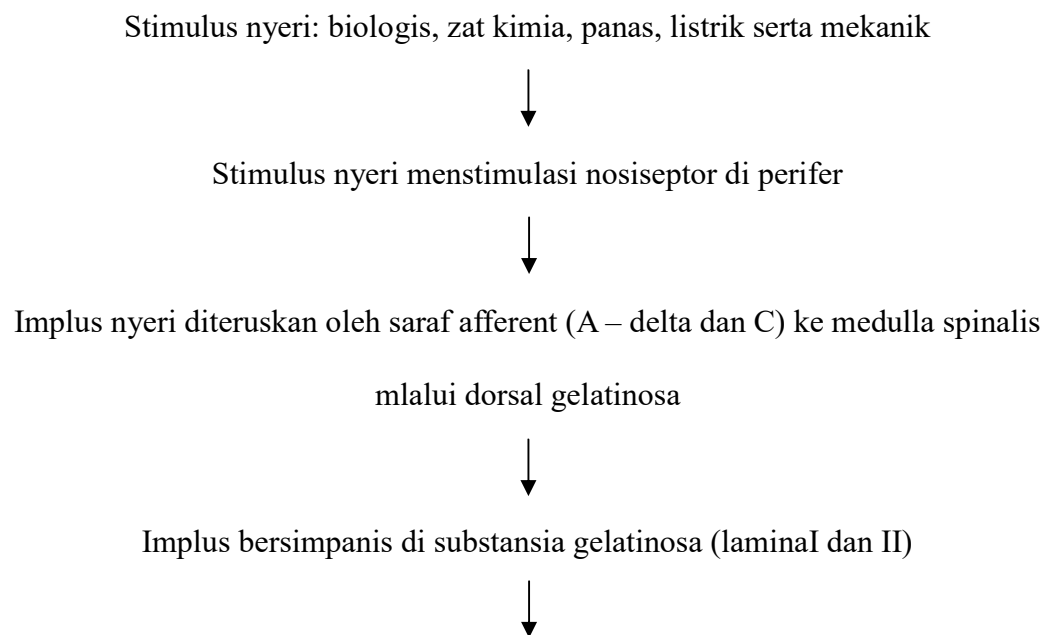 Stimulus nyeri: biologis, zat kimia, panas, listrik serta mekanik
Stimulus nyeri menstimulasi nosiseptor di perifer
Implus nyeri diteruskan oleh saraf afferent (A – delta dan C) ke medulla spinalis
mlalui dorsal gelatinosa
Implus bersimpanis di substansia gelatinosa (laminaI dan II)